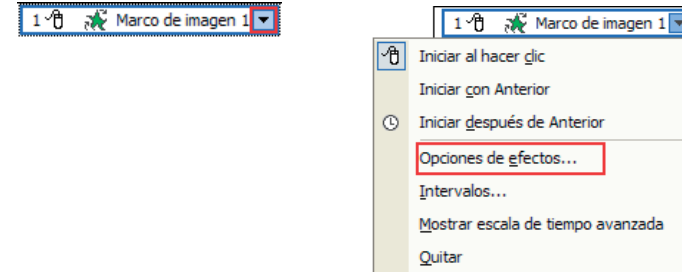 1 Marco de imagen 1
1 Marco de imagen 1
Iniciar al hacer clic
Iniciar con Anterior
Iniciar después de Anterior
Opciones de efectos...
Intervalos...
Mostrar escala de tiempo avanzada
Quitar